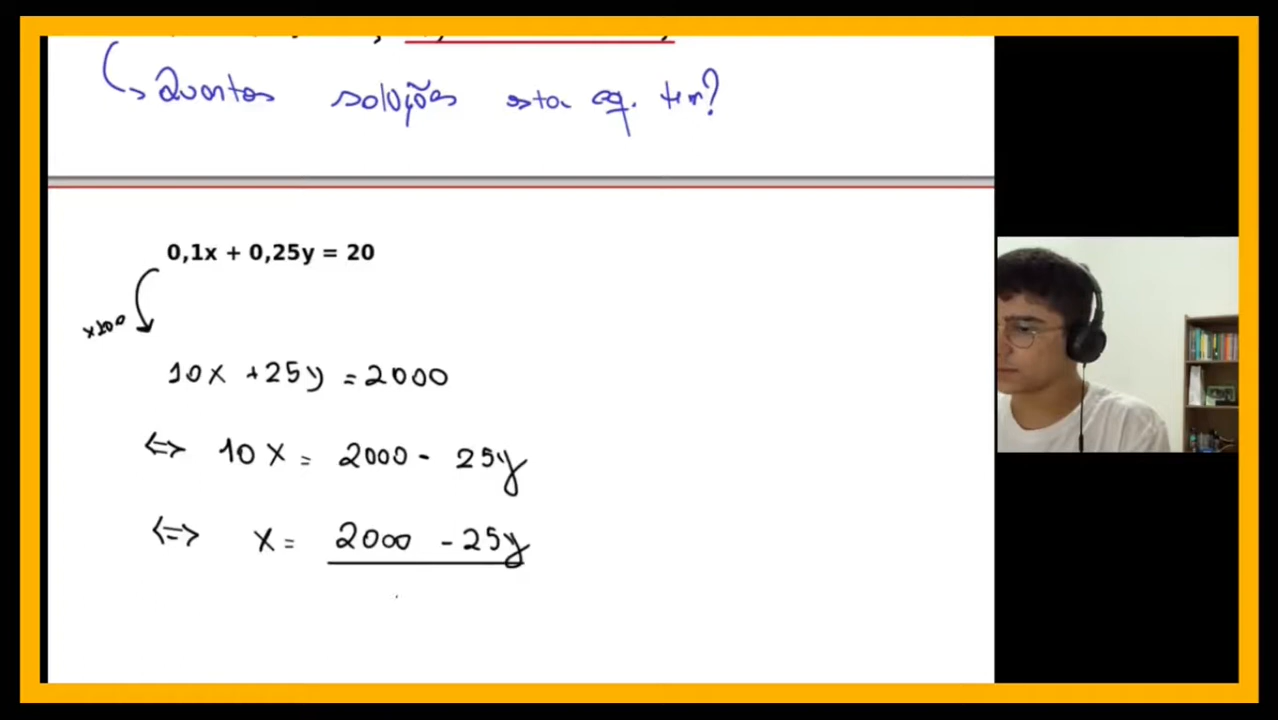 Quantas soluções esta eq. tem?
0,1x + 0,25y = 20
x100
10x +25y = 2000
<=> 10x = 2000 - 25y
<=> x = 2000 - 25y